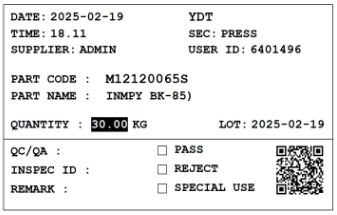 DATE: 2025-02-19 YDT
TIME: 18.11 SEC: PRESS
SUPPLIER: ADMIN USER ID: 6401496
PART CODE : M12120065S
PART NAME : INMPY BK-85)
QUANTITY : 30.00 KG LOT: 2025-02-19
QC/QA : □ PASS
INSPEC ID : □ REJECT
REMARK : □ SPECIAL USE